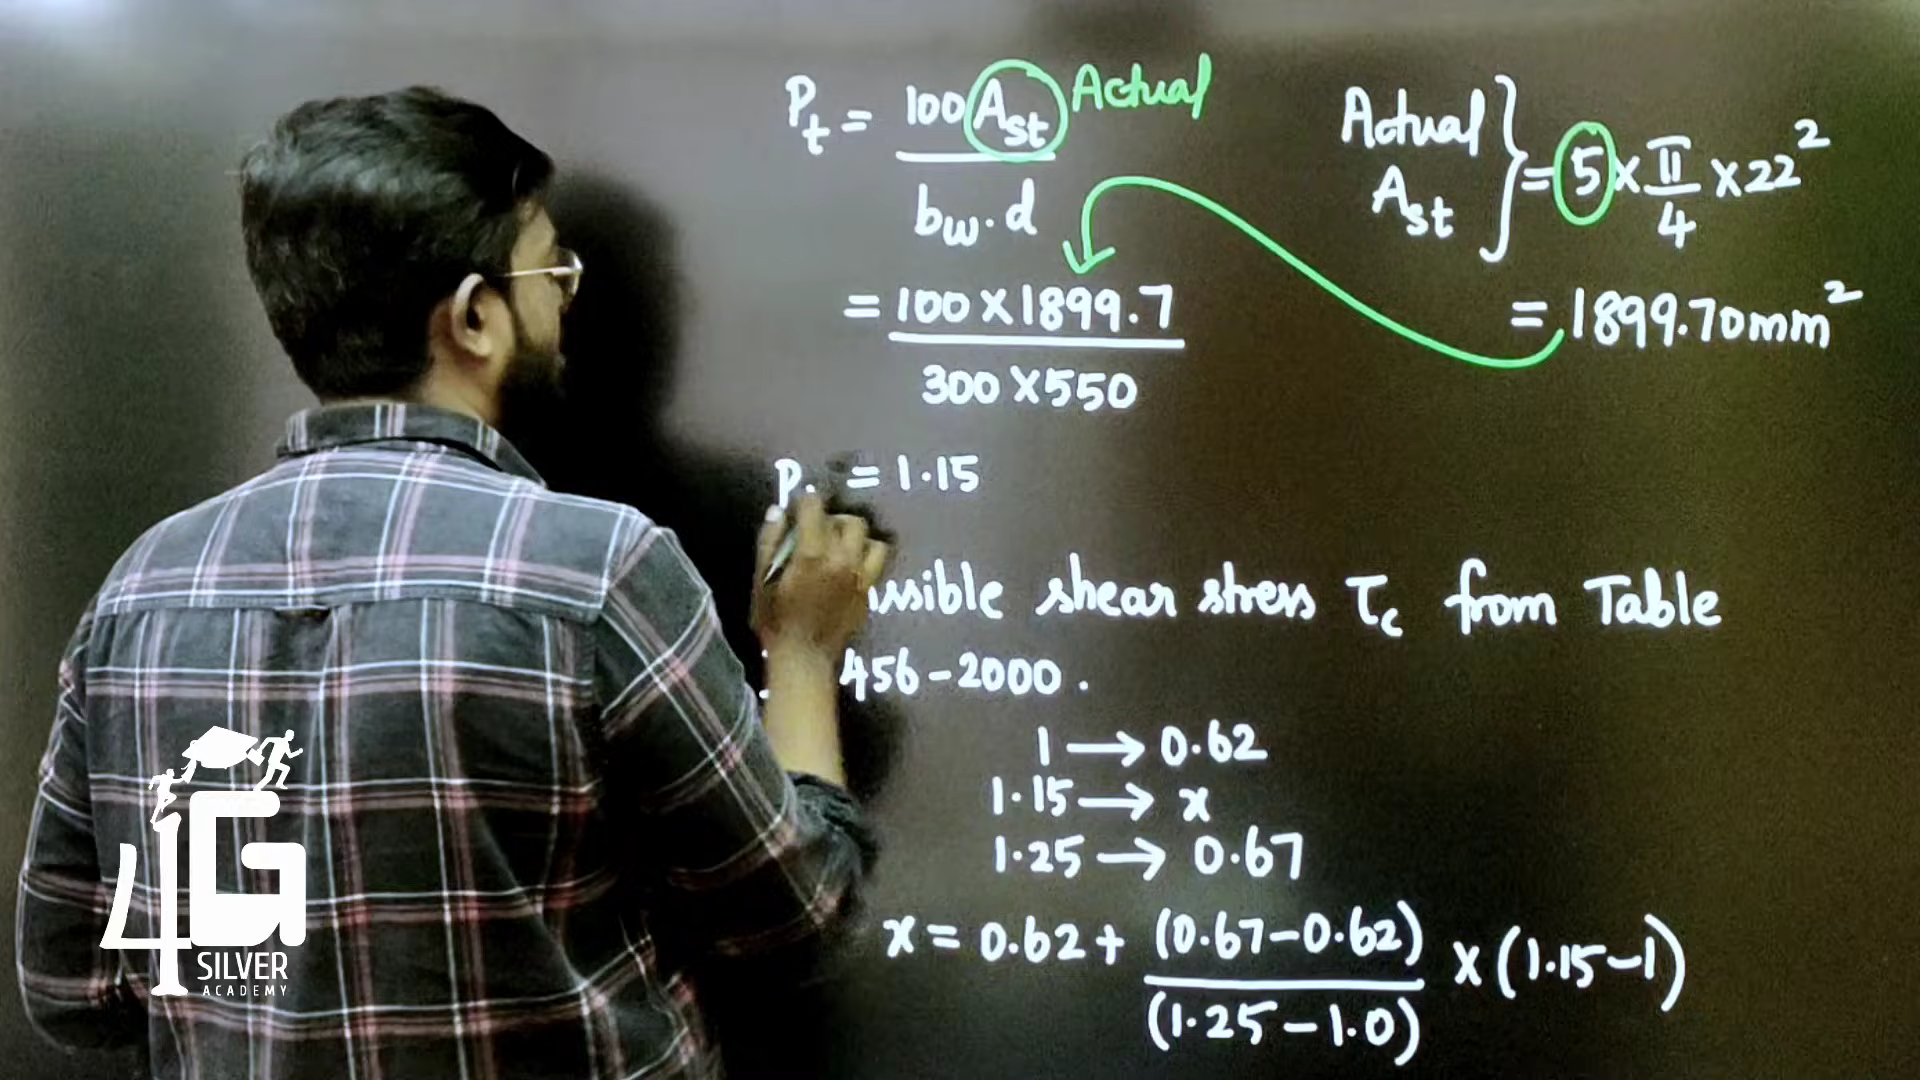 Pt = 100 Ast Actual
bw.d
= 100 × 1899.7
300 × 550
p = 1.15
shear stress τc from Table
456-2000.
1 → 0.62
1.15 → x
1.25 → 0.67
x = 0.62 + (0.67-0.62) × (1.15-1)
(1.25-1.0)
Actual
Ast } = 5 × π/4 × 22²
= 1899.70mm²
4G
SILVER
ACADEMY